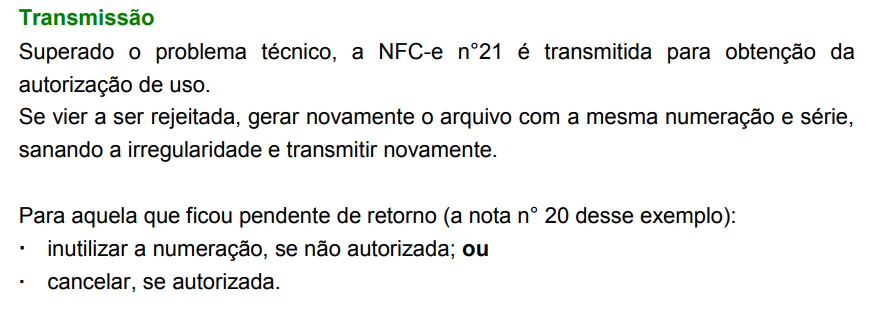 Transmissão
Superado o problema técnico, a NFC-e n°21 é transmitida para obtenção da
autorização de uso.
Se vier a ser rejeitada, gerar novamente o arquivo com a mesma numeração e série,
sanando a irregularidade e transmitir novamente.
Para aquela que ficou pendente de retorno (a nota n° 20 desse exemplo):
· inutilizar a numeração, se não autorizada; ou
· cancelar, se autorizada.